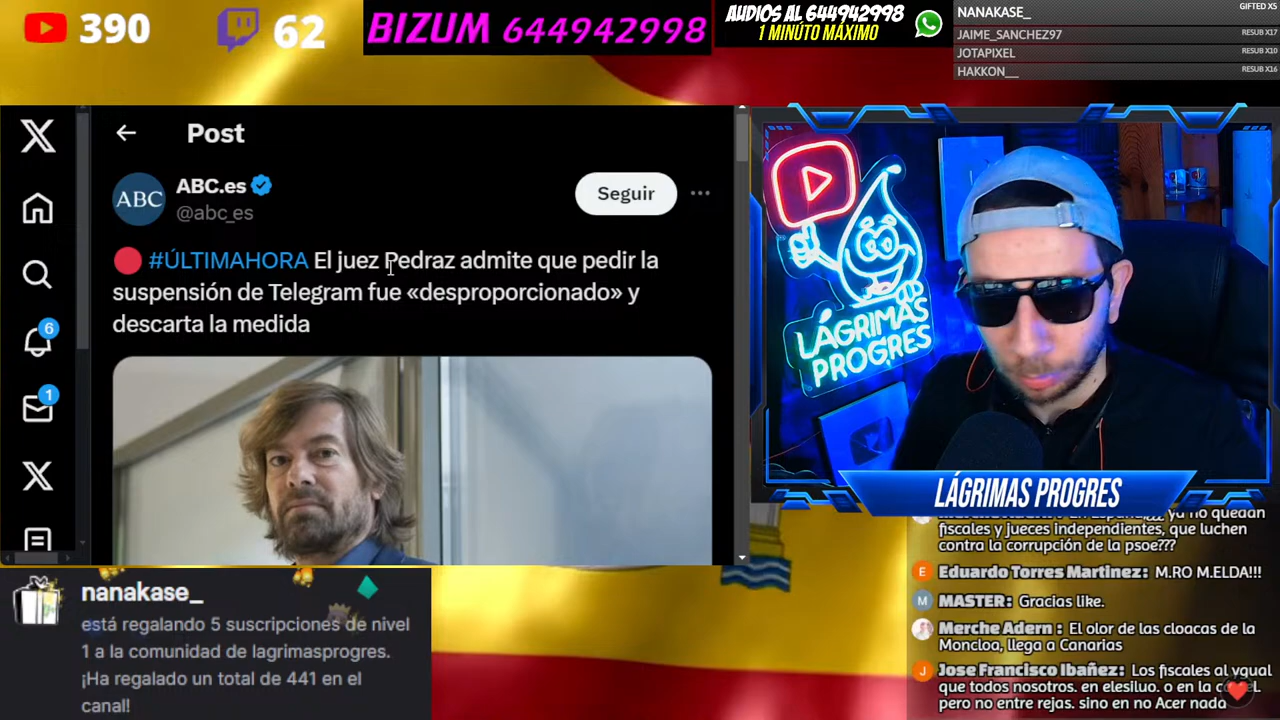 390
62
BIZUM 644942998
AUDIOS AL 644942998
1 MINÚTO MÁXIMO
NANAKASE_
GIFTED X5
JAIME_SANCHEZ97
RESUB X17
JOTAPIXEL
RESUB X10
HAKKON__
RESUB X16
Post
ABC
ABC.es
@abc_es
Seguir
#ÚLTIMAHORA El juez Pedraz admite que pedir la
suspensión de Telegram fue «desproporcionado» y
descarta la medida
6
1
LÁGRIMAS
PROGRES
LÁGRIMAS PROGRES
ya no quedan
fiscales y jueces independientes, que luchen
contra la corrupción de la psoe???
E Eduardo Torres Martinez: M.RO M.ELDA!!!
M MASTER: Gracias like.
Merche Adern : El olor de las cloacas de la
Moncloa, llega a Canarias
J Jose Francisco Ibañez: Los fiscales al ygual
que todos nosotros. en elesiluo. o en la
pero no entre rejas. sino en no Acer nada
nanakase_
está regalando 5 suscripciones de nivel
1 a la comunidad de lagrimasprogres.
¡Ha regalado un total de 441 en el
canal!